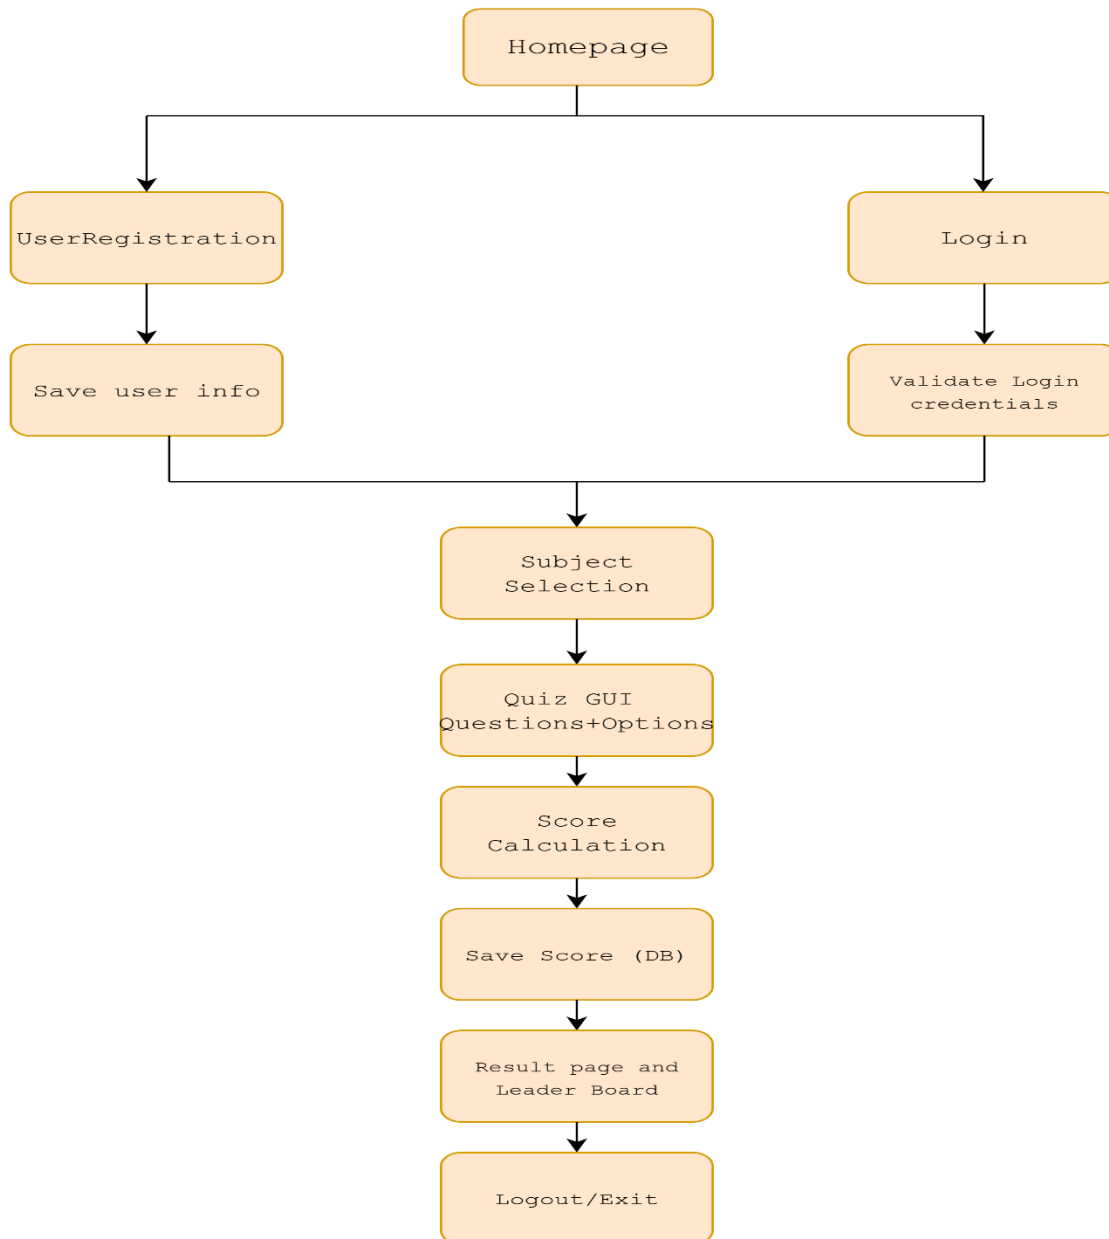 Homepage
UserRegistration
Login
Save user info
Validate Login
credentials
Subject
Selection
Quiz GUI
Questions+Options
Score
Calculation
Save Score (DB)
Result page and
Leader Board
Logout/Exit